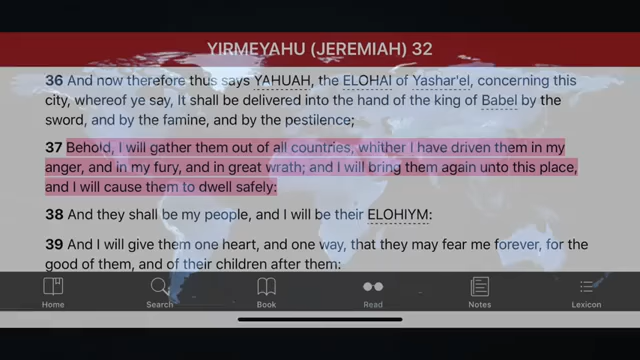 YIRMEYAHU (JEREMIAH) 32
36 And now therefore thus says YAHUAH, the ELOHAI of Yashar'el, concerning this
city, whereof ye say, It shall be delivered into the hand of the king of Babel by the
sword, and by the famine, and by the pestilence;
37 Behold, I will gather them out of all countries, whither I have driven them in my
anger, and in my fury, and in great wrath; and I will bring them again unto this place,
and I will cause them to dwell safely:
38 And they shall be my people, and I will be their ELOHIYM:
39 And I will give them one heart, and one way, that they may fear me forever, for the
good of them, and of their children after them:
Home Search Book Read Notes Lexicon